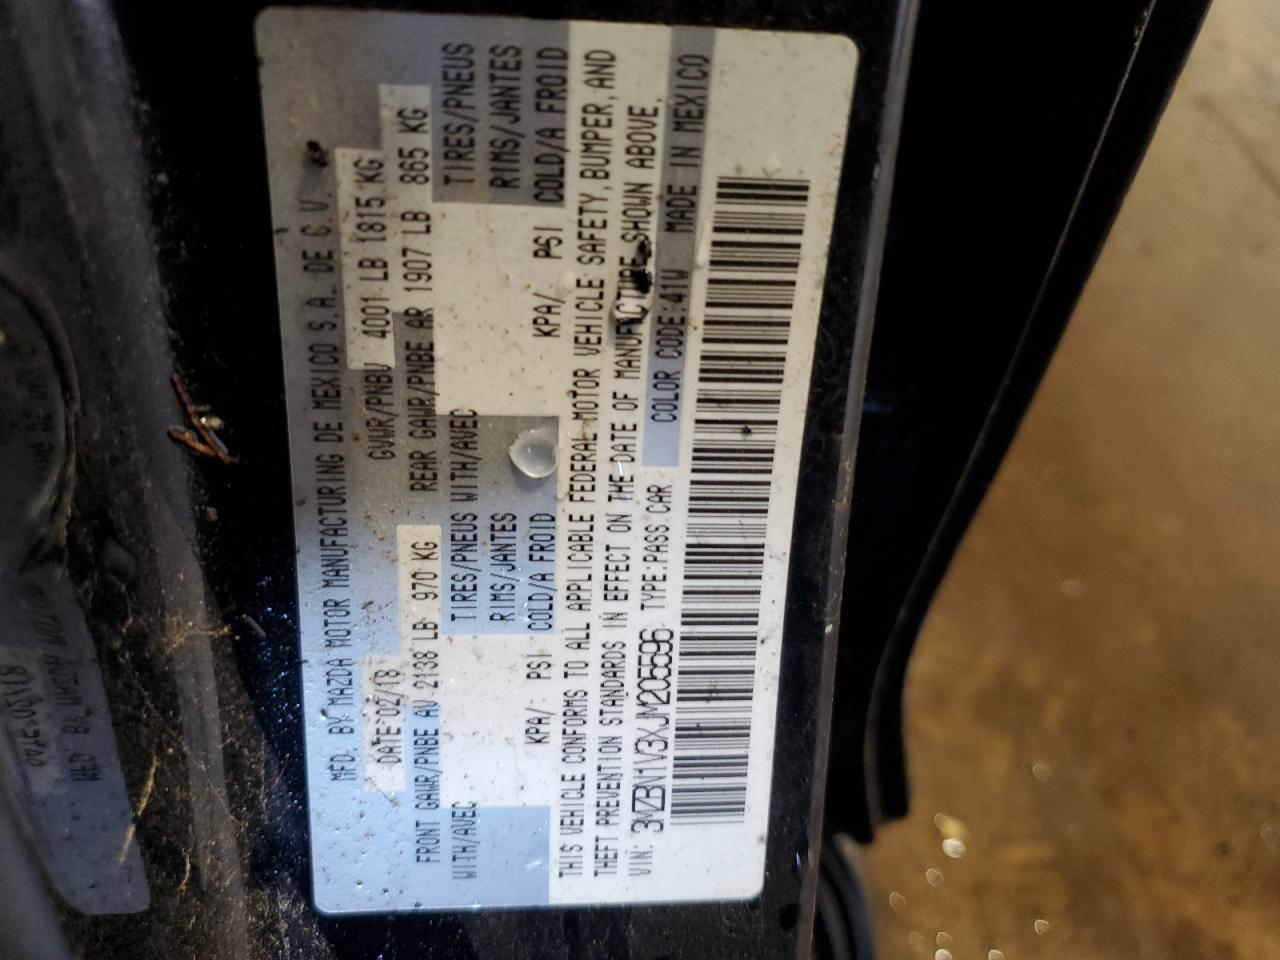 MFD. BY MAZDA MOTOR MANUFACTURING DE MEXICO S.A. DE C.V.
DATE: 02/18 GVWR/PNBV 4001 LB 1815 KG
FRONT GAWR/PNBE AV 2138 LB 970 KG REAR GAWR/PNBE AR 1907 LB 865 KG
WITH/AVEC TIRES/PNEUS WITH/AVEC TIRES/PNEUS
RIMS/JANTES RIMS/JANTES
KPA/ PSI COLD/A FROID KPA/ PSI COLD/A FROID
THIS VEHICLE CONFORMS TO ALL APPLICABLE FEDERAL MOTOR VEHICLE SAFETY, BUMPER, AND
THEFT PREVENTION STANDARDS IN EFFECT ON THE DATE OF MANUFACTURE SHOWN ABOVE.
VIN: 3MZBN1V3XJM205596 TYPE:PASS.CAR COLOR CODE:41W MADE IN MEXICO